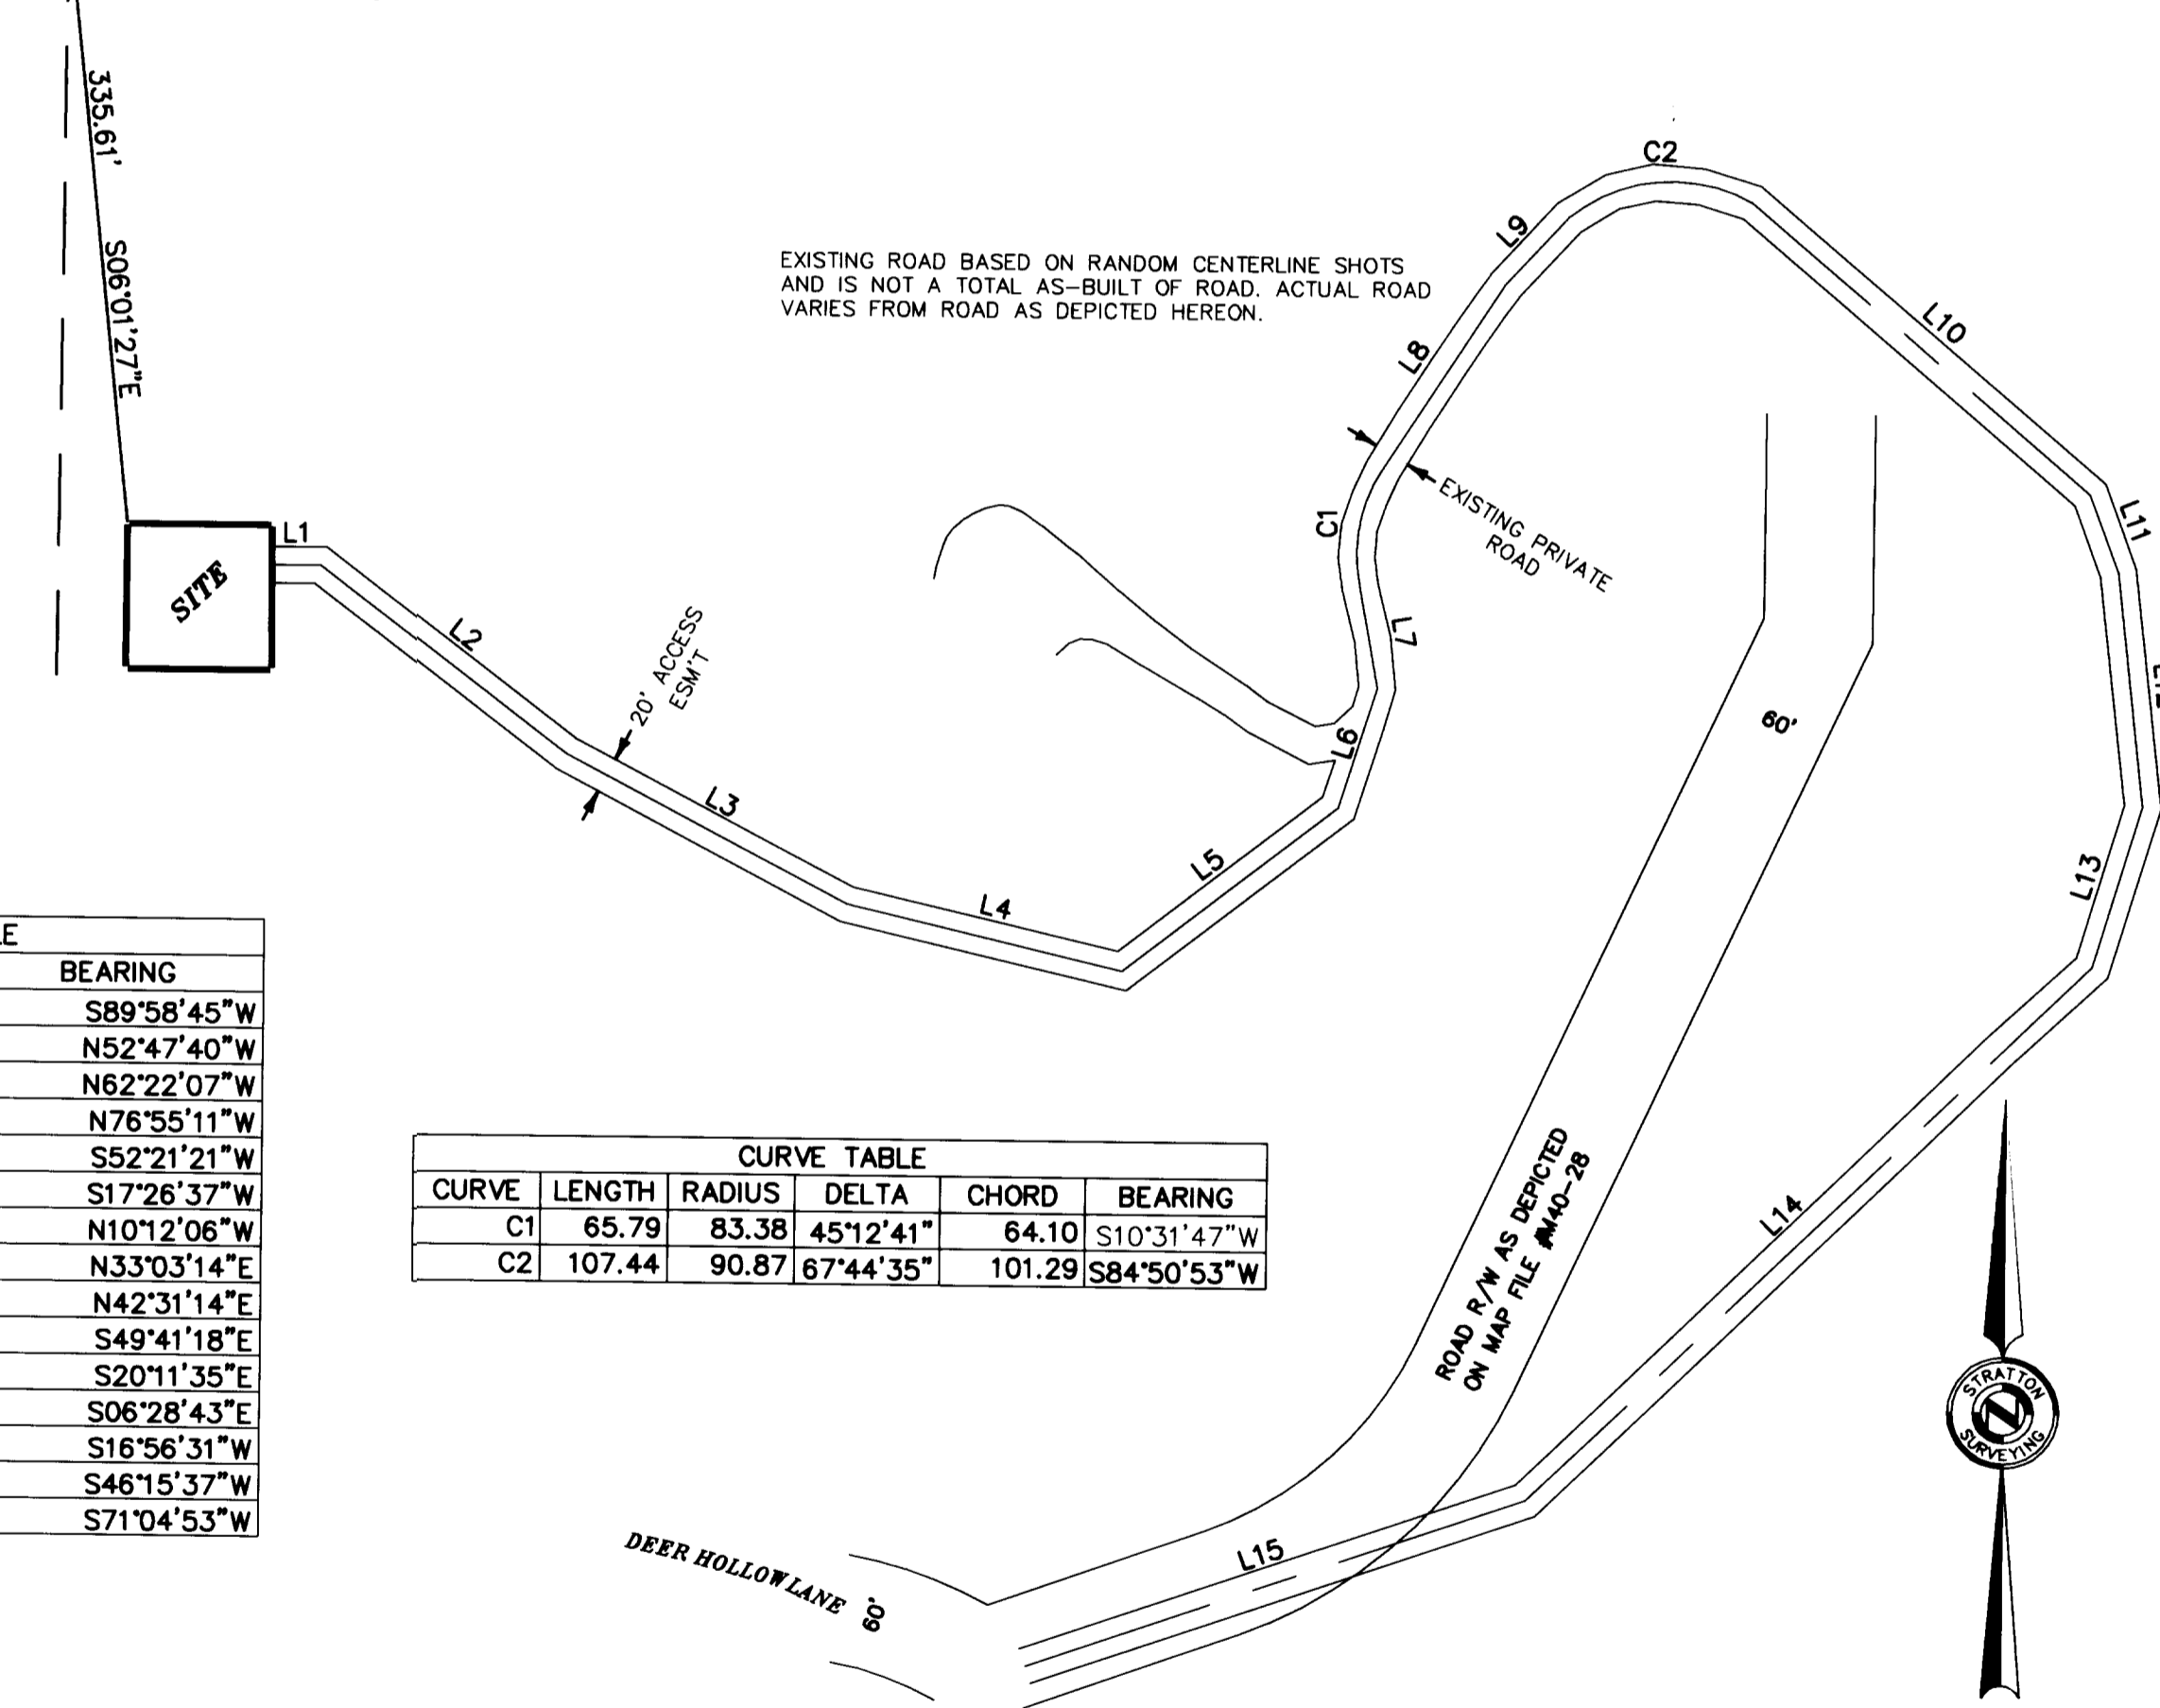 335.61'
S06°01'27"E
C2
L9
EXISTING ROAD BASED ON RANDOM CENTERLINE SHOTS
AND IS NOT A TOTAL AS-BUILT OF ROAD. ACTUAL ROAD
VARIES FROM ROAD AS DEPICTED HEREON.
L10
L8
L11
C1
EXISTING PRIVATE
ROAD
L1
SITE
L2
20' ACCESS
ESM'T
L7
L6
60'
L3
L5
L4
L13
BEARING
S89°58'45"W
N52°47'40"W
N62°22'07"W
N76°55'11"W
S52°21'21"W
S17°26'37"W
N10°12'06"W
N33°03'14"E
N42°31'14"E
S49°41'18"E
S20°11'35"E
S06°28'43"E
S16°56'31"W
S46°15'37"W
S71°04'53"W
CURVE TABLE
CURVE LENGTH RADIUS DELTA CHORD BEARING
C1 65.79 83.38 45°12'41" 64.10 S10°31'47"W
C2 107.44 90.87 67°44'35" 101.29 S84°50'53"W
ROAD R/W AS DEPICTED
ON MAP FILE
L14
STRATTON
N
SURVEYING
L15
DEER HOLLOW LANE 60'